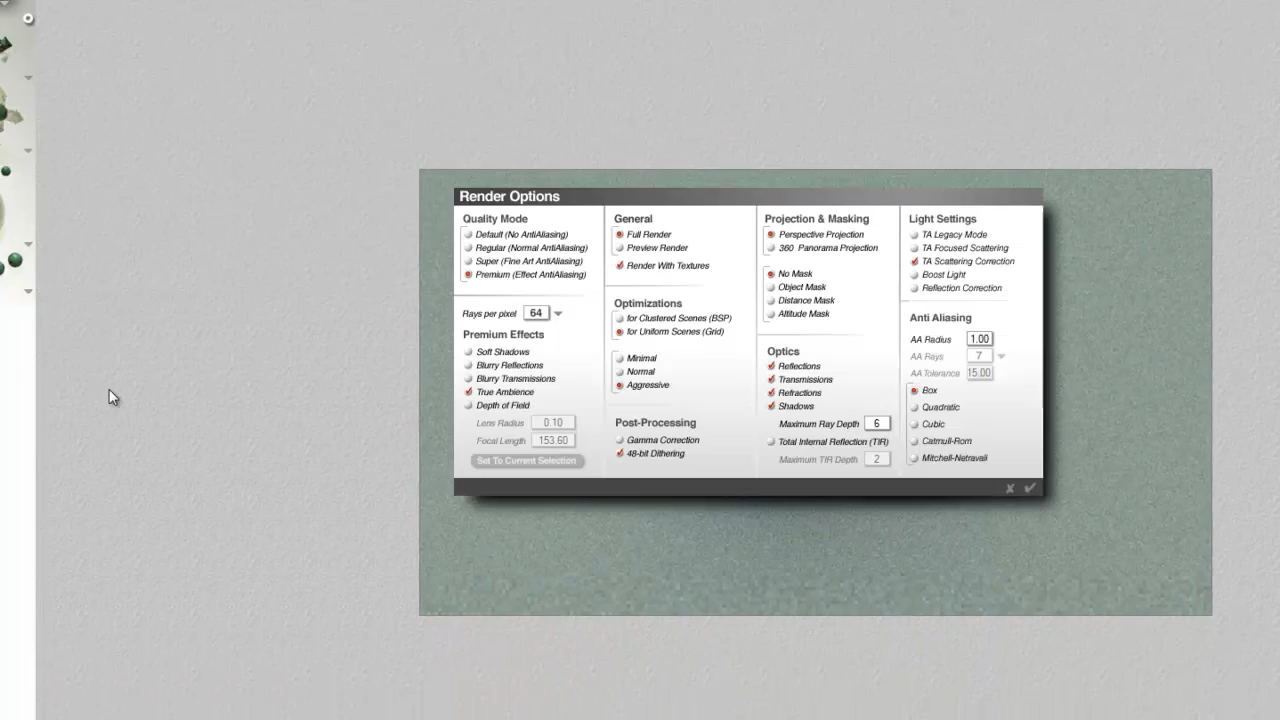 Render Options
Quality Mode
Default (No AntiAliasing)
Regular (Normal AntiAliasing)
Super (Fine Art AntiAliasing)
Premium (Effect AntiAliasing)
Rays per pixel 64
Premium Effects
Soft Shadows
Blurry Reflections
Blurry Transmissions
True Ambience
Depth of Field
Lens Radius 0.10
Focal Length 153.60
Set To Current Selection
General
Full Render
Preview Render
Render With Textures
Optimizations
for Clustered Scenes (BSP)
for Uniform Scenes (Grid)
Minimal
Normal
Aggressive
Post-Processing
Gamma Correction
48-bit Dithering
Projection & Masking
Perspective Projection
360 Panorama Projection
No Mask
Object Mask
Distance Mask
Altitude Mask
Optics
Reflections
Transmissions
Refractions
Shadows
Maximum Ray Depth 6
Total Internal Reflection (TIR)
Maximum TIR Depth 2
Light Settings
TA Legacy Mode
TA Focused Scattering
TA Scattering Correction
Boost Light
Reflection Correction
Anti Aliasing
AA Radius 1.00
AA Rays 7
AA Tolerance 15.00
Box
Quadratic
Cubic
Catmull-Rom
Mitchell-Netravali